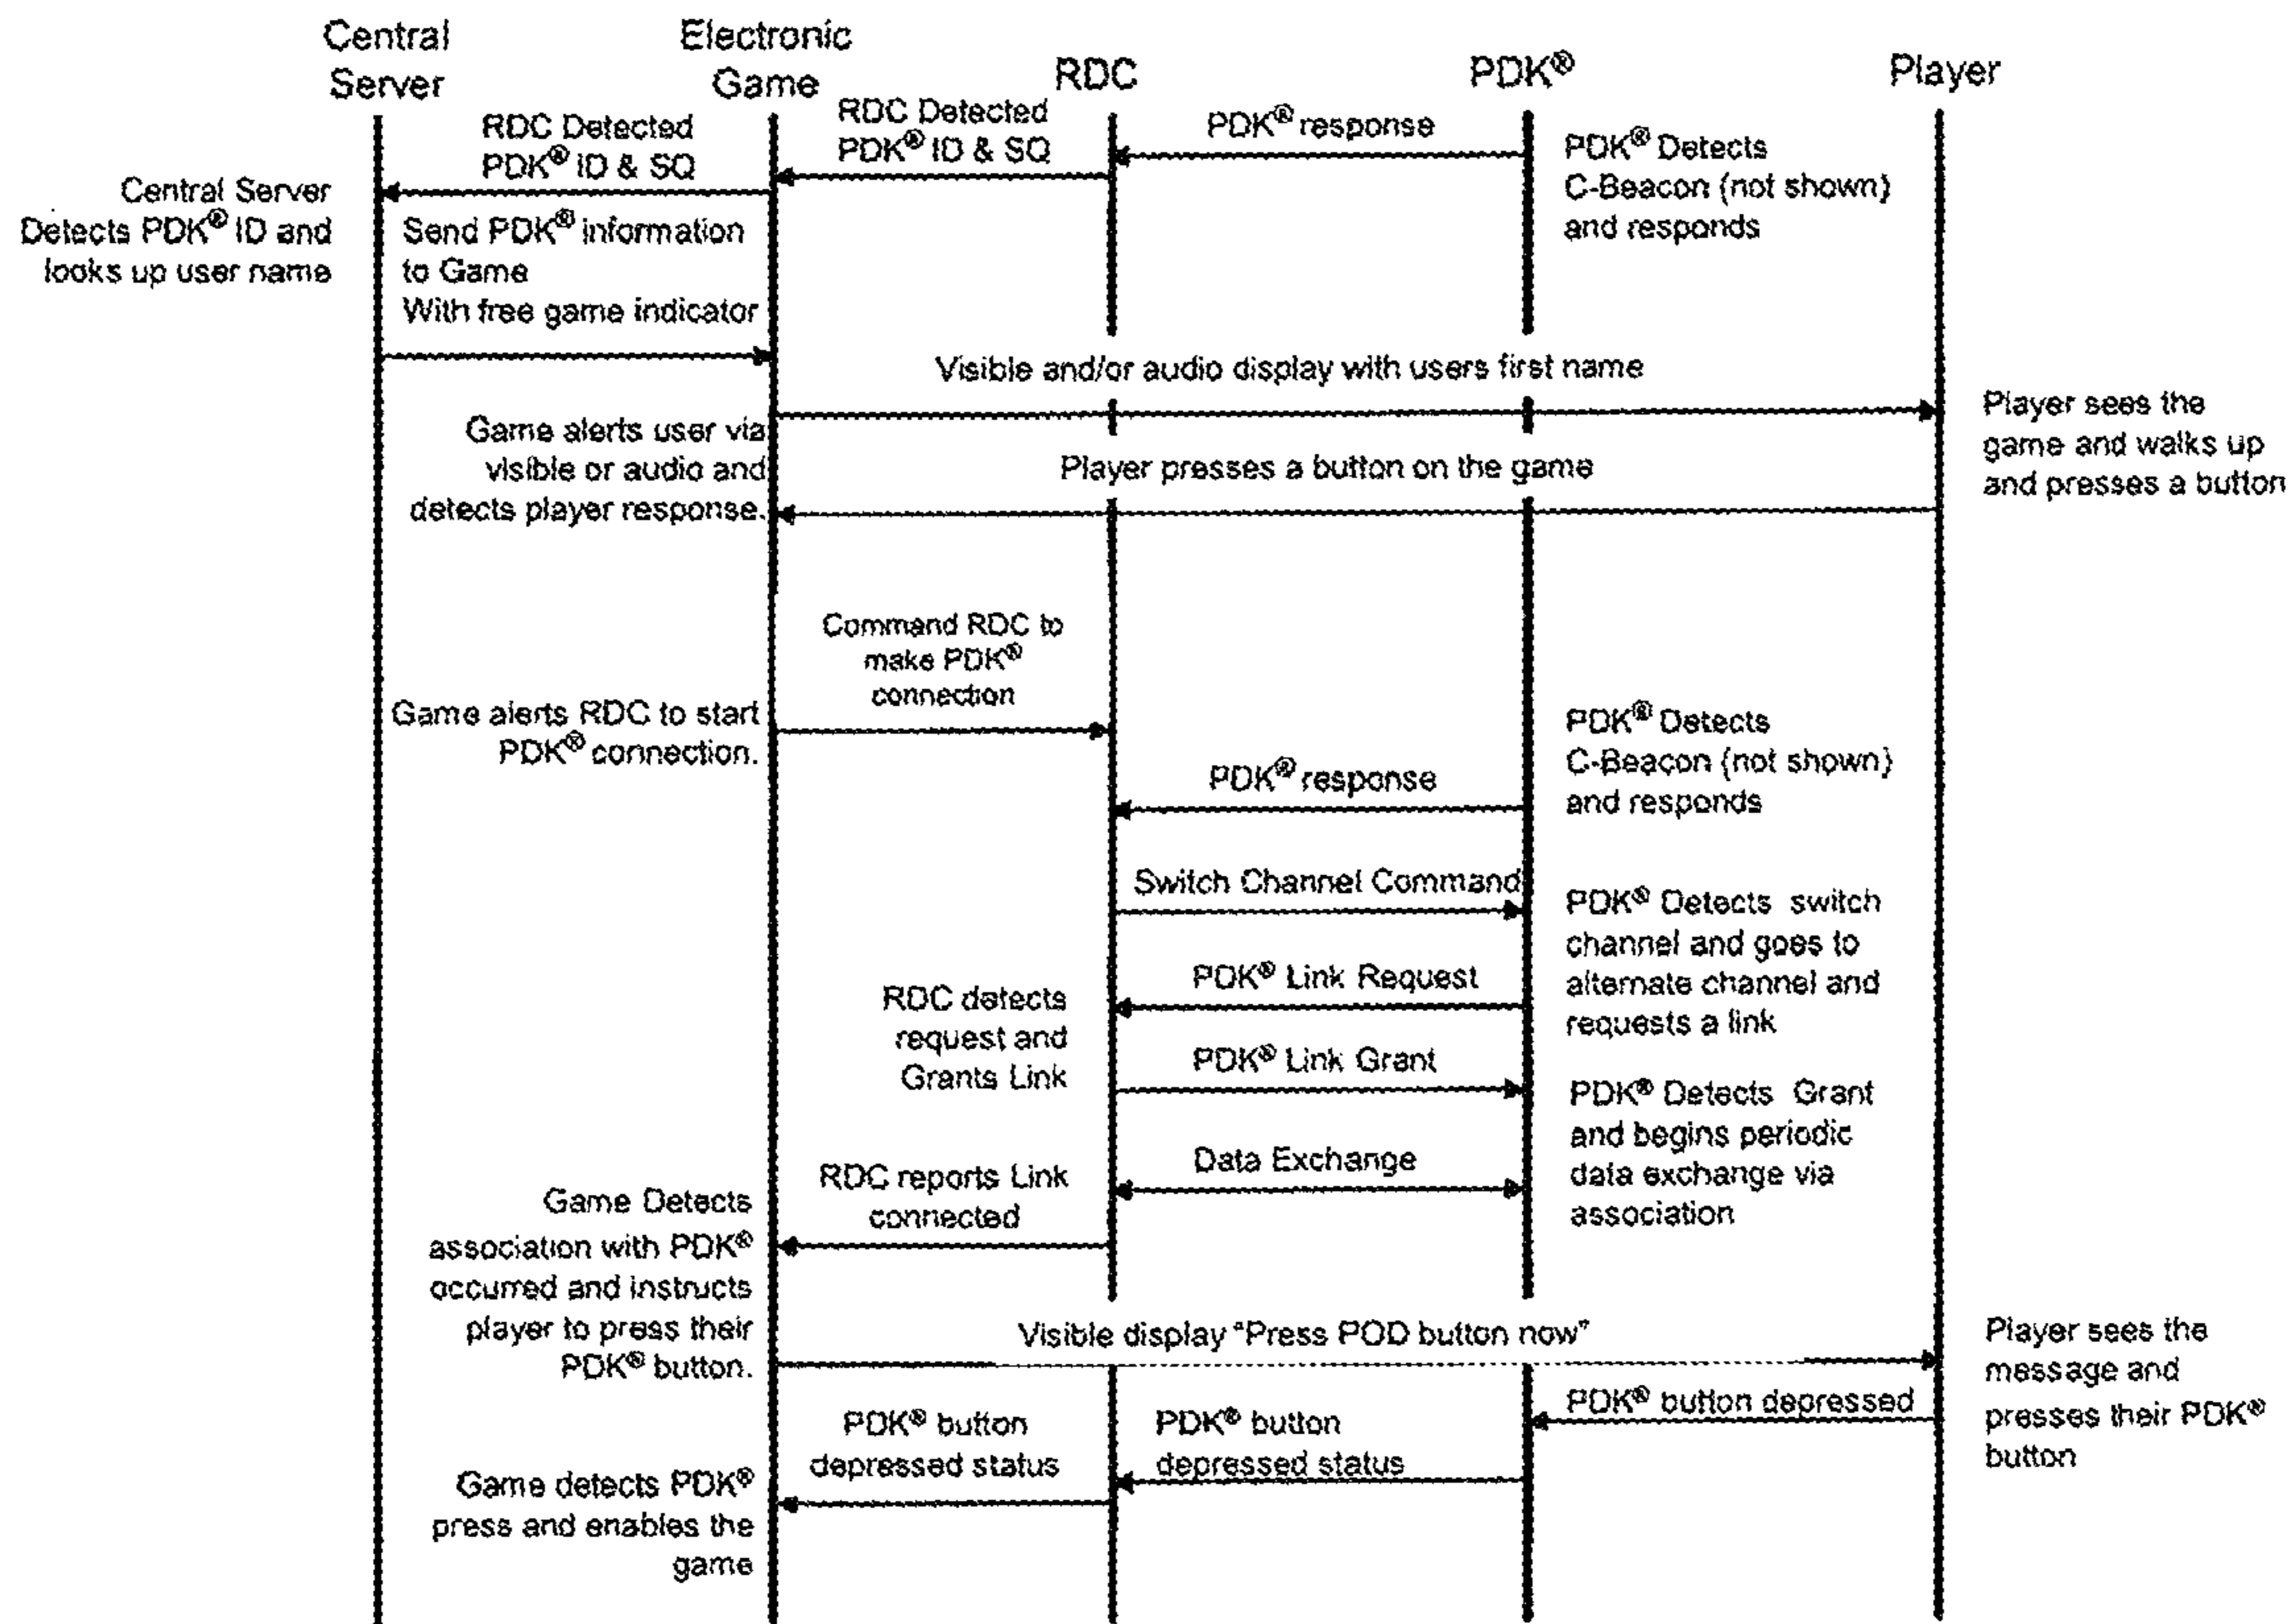 Central
Server
Electronic
Game
RDC
PDK®
Player
RDC Detected
PDK® ID & SQ
RDC Detected
PDK® ID & SQ
PDK® response
PDK® Detects
C-Beacon (not shown)
and responds
Central Server
Detects PDK® ID and
looks up user name
Send PDK® information
to Game
With free game indicator
Visible and/or audio display with users first name
Game alerts user via
visible or audio and
detects player response.
Player sees the
game and walks up
and presses a button
Player presses a button on the game
Command RDC to
make PDK®
connection
Game alerts RDC to start
PDK® connection.
PDK® Detects
C-Beacon (not shown)
and responds
PDK® response
Switch Channel Command
PDK® Detects switch
channel and goes to
alternate channel and
requests a link
PDK® Link Request
RDC detects
request and
Grants Link
PDK® Link Grant
PDK® Detects Grant
and begins periodic
data exchange via
association
Data Exchange
RDC reports Link
connected
Game Detects
association with PDK®
occurred and instructs
player to press their
PDK® button.
Visible display "Press POD button now"
Player sees the
message and
presses their PDK®
button
PDK® button depressed
PDK® button
depressed status
PDK® button
depressed status
Game detects PDK®
press and enables the
game